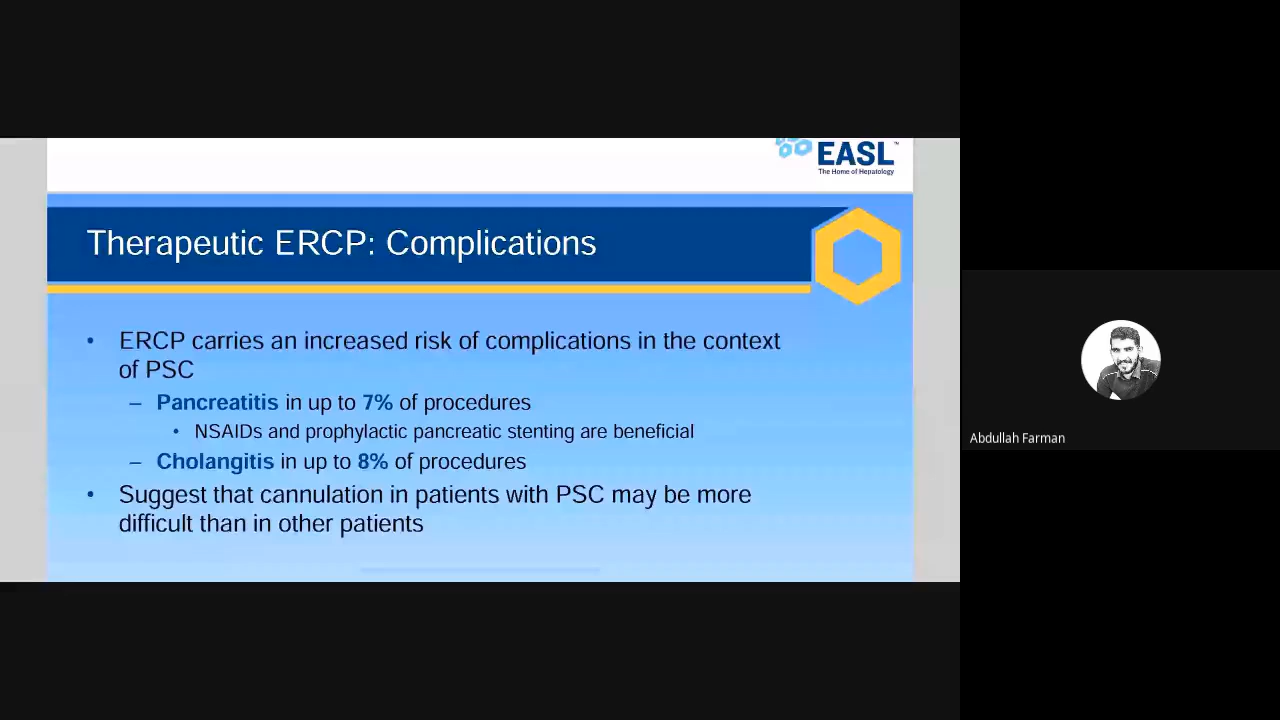 EASL™
The Home of Hepatology
Therapeutic ERCP: Complications
• ERCP carries an increased risk of complications in the context
of PSC
– Pancreatitis in up to 7% of procedures
• NSAIDs and prophylactic pancreatic stenting are beneficial
– Cholangitis in up to 8% of procedures
• Suggest that cannulation in patients with PSC may be more
difficult than in other patients
Abdullah Farman